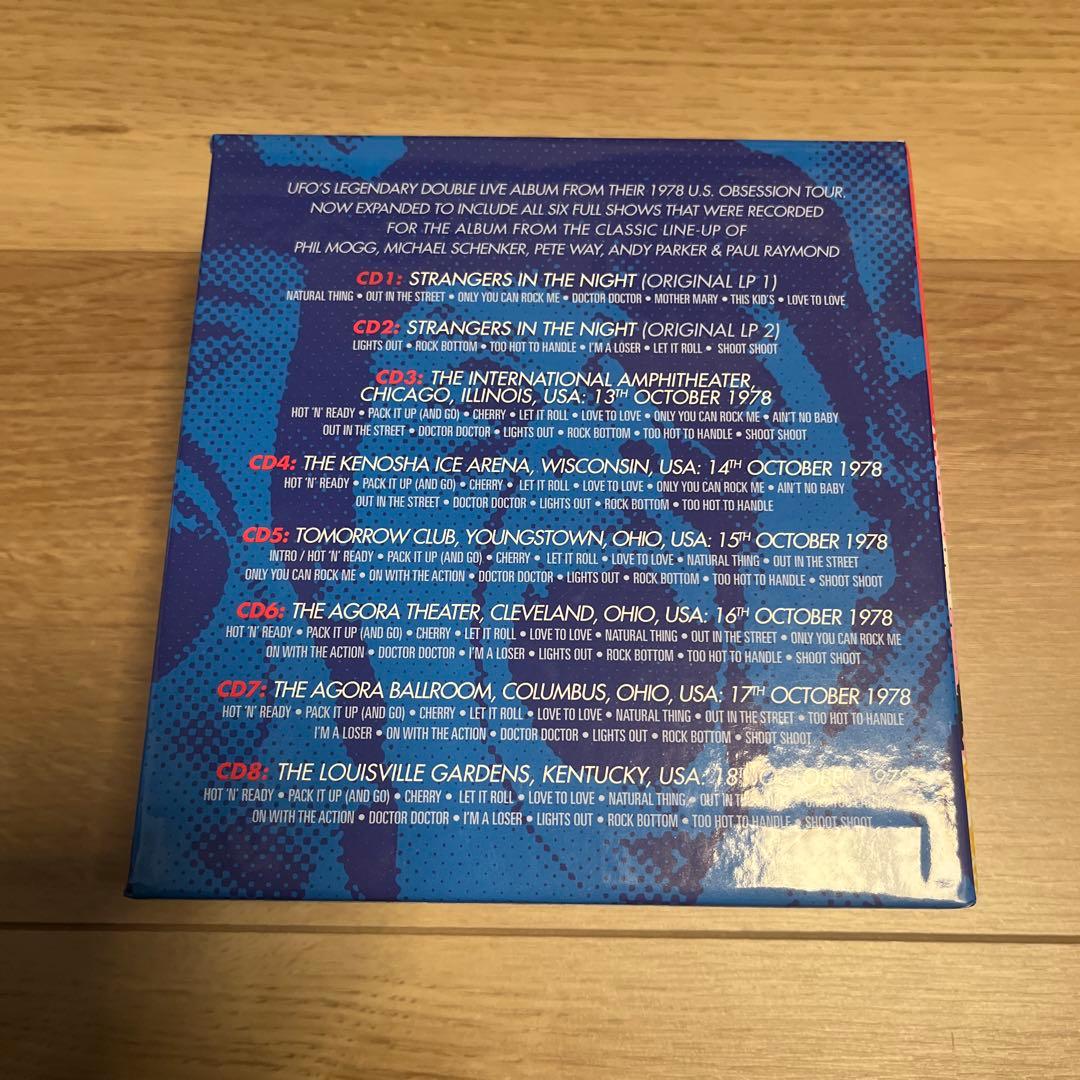 UFO'S LEGENDARY DOUBLE LIVE ALBUM FROM THEIR 1978 U.S. OBSESSION TOUR.
NOW EXPANDED TO INCLUDE ALL SIX FULL SHOWS THAT WERE RECORDED
FOR THE ALBUM FROM THE CLASSIC LINE-UP OF
PHIL MOGG, MICHAEL SCHENKER, PETE WAY, ANDY PARKER & PAUL RAYMOND
CD1: STRANGERS IN THE NIGHT (ORIGINAL LP 1)
NATURAL THING • OUT IN THE STREET • ONLY YOU CAN ROCK ME • DOCTOR DOCTOR • MOTHER MARY • THIS KID'S • LOVE TO LOVE
CD2: STRANGERS IN THE NIGHT (ORIGINAL LP 2)
LIGHTS OUT • ROCK BOTTOM • TOO HOT TO HANDLE • I'M A LOSER • LET IT ROLL • SHOOT SHOOT
CD3: THE INTERNATIONAL AMPHITHEATER,
CHICAGO, ILLINOIS, USA: 13TH OCTOBER 1978
HOT 'N' READY • PACK IT UP (AND GO) • CHERRY • LET IT ROLL • LOVE TO LOVE • ONLY YOU CAN ROCK ME • AIN'T NO BABY
OUT IN THE STREET • DOCTOR DOCTOR • LIGHTS OUT • ROCK BOTTOM • TOO HOT TO HANDLE • SHOOT SHOOT
CD4: THE KENOSHA ICE ARENA, WISCONSIN, USA: 14TH OCTOBER 1978
HOT 'N' READY • PACK IT UP (AND GO) • CHERRY • LET IT ROLL • LOVE TO LOVE • ONLY YOU CAN ROCK ME • AIN'T NO BABY
OUT IN THE STREET • DOCTOR DOCTOR • LIGHTS OUT • ROCK BOTTOM • TOO HOT TO HANDLE
CD5: TOMORROW CLUB, YOUNGSTOWN, OHIO, USA: 15TH OCTOBER 1978
INTRO / HOT 'N' READY • PACK IT UP (AND GO) • CHERRY • LET IT ROLL • LOVE TO LOVE • NATURAL THING • OUT IN THE STREET
ONLY YOU CAN ROCK ME • ON WITH THE ACTION • DOCTOR DOCTOR • LIGHTS OUT • ROCK BOTTOM • TOO HOT TO HANDLE • SHOOT SHOOT
CD6: THE AGORA THEATER, CLEVELAND, OHIO, USA: 16TH OCTOBER 1978
HOT 'N' READY • PACK IT UP (AND GO) • CHERRY • LET IT ROLL • LOVE TO LOVE • NATURAL THING • OUT IN THE STREET • ONLY YOU CAN ROCK ME
ON WITH THE ACTION • DOCTOR DOCTOR • I'M A LOSER • LIGHTS OUT • ROCK BOTTOM • TOO HOT TO HANDLE • SHOOT SHOOT
CD7: THE AGORA BALLROOM, COLUMBUS, OHIO, USA: 17TH OCTOBER 1978
HOT 'N' READY • PACK IT UP (AND GO) • CHERRY • LET IT ROLL • LOVE TO LOVE • NATURAL THING • OUT IN THE STREET • TOO HOT TO HANDLE
I'M A LOSER • ON WITH THE ACTION • DOCTOR DOCTOR • LIGHTS OUT • ROCK BOTTOM • SHOOT SHOOT
CD8: THE LOUISVILLE GARDENS, KENTUCKY, USA: 18TH OCTOBER 1978
HOT 'N' READY • PACK IT UP (AND GO) • CHERRY • LET IT ROLL • LOVE TO LOVE • NATURAL THING • OUT IN
ON WITH THE ACTION • DOCTOR DOCTOR • I'M A LOSER • LIGHTS OUT • ROCK BOTTOM • TOO HOT TO HANDLE • SHOOT SHOOT